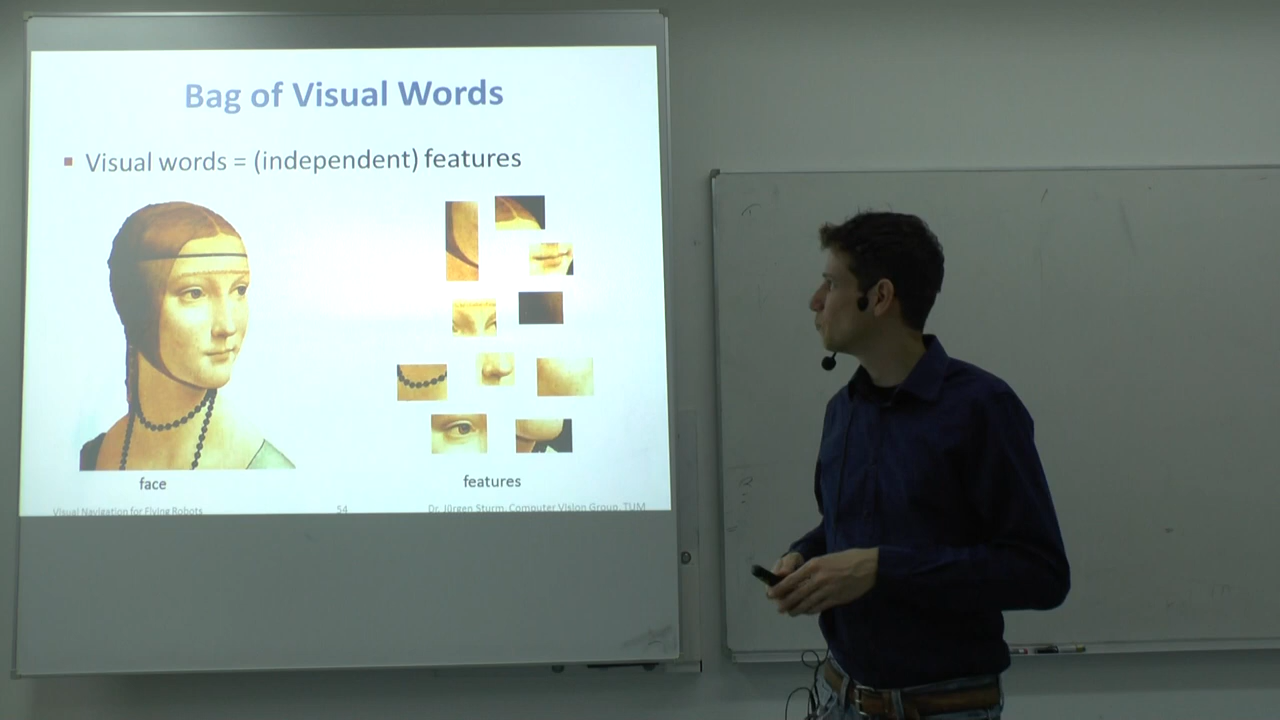 Bag of Visual Words
Visual words = (independent) features
face
features
Visual Navigation for Flying Robots
54
Dr. Jürgen Sturm, Computer Vision Group, TUM